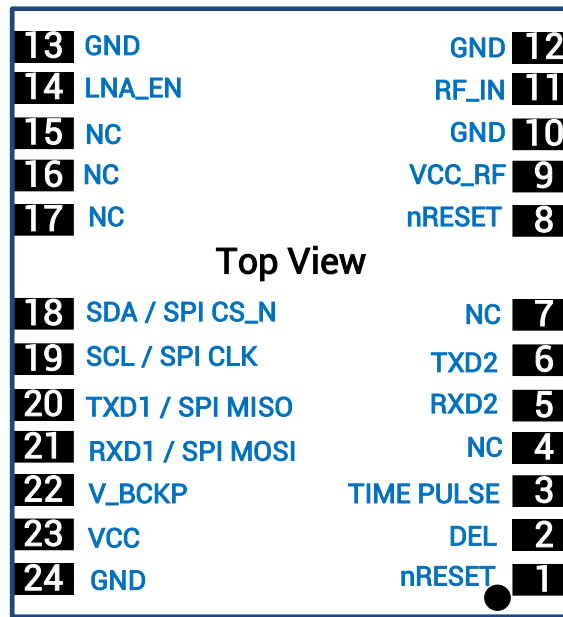 13 GND GND 12
14 LNA_EN RF_IN 11
15 NC GND 10
16 NC VCC_RF 9
17 NC nRESET 8
Top View
18 SDA / SPI CS_N NC 7
19 SCL / SPI CLK TXD2 6
20 TXD1 / SPI MISO RXD2 5
21 RXD1 / SPI MOSI NC 4
22 V_BCKP TIME PULSE 3
23 VCC DEL 2
24 GND nRESET 1